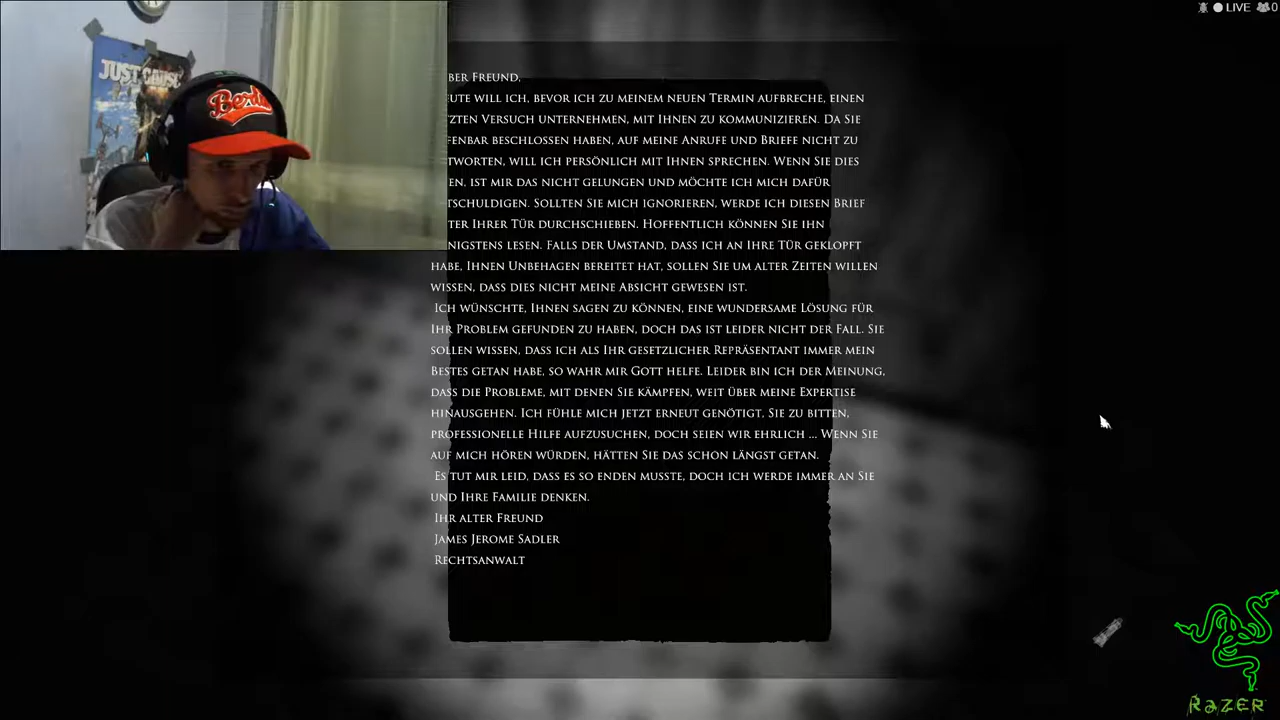 LIVE 0
JUST CAUSE
Berlin
BER FREUND,
UTE WILL ICH, BEVOR ICH ZU MEINEM NEUEN TERMIN AUFBRECHE, EINEN
ZTEN VERSUCH UNTERNEHMEN, MIT IHNEN ZU KOMMUNIZIEREN. DA SIE
FENBAR BESCHLOSSEN HABEN, AUF MEINE ANRUFE UND BRIEFE NICHT ZU
TWORTEN, WILL ICH PERSÖNLICH MIT IHNEN SPRECHEN. WENN SIE DIES
EN, IST MIR DAS NICHT GELUNGEN UND MÖCHTE ICH MICH DAFÜR
TSCHULDIGEN. SOLLTEN SIE MICH IGNORIEREN, WERDE ICH DIESEN BRIEF
TER IHRER TÜR DURCHSCHIEBEN. HOFFENTLICH KÖNNEN SIE IHN
NIGSTENS LESEN. FALLS DER UMSTAND, DASS ICH AN IHRE TÜR GEKLOPFT
HABE, IHNEN UNBEHAGEN BEREITET HAT, SOLLEN SIE UM ALTER ZEITEN WILLEN
WISSEN, DASS DIES NICHT MEINE ABSICHT GEWESEN IST.
ICH WÜNSCHTE, IHNEN SAGEN ZU KÖNNEN, EINE WUNDERSAME LÖSUNG FÜR
IHR PROBLEM GEFUNDEN ZU HABEN, DOCH DAS IST LEIDER NICHT DER FALL. SIE
SOLLEN WISSEN, DASS ICH ALS IHR GESETZLICHER REPRÄSENTANT IMMER MEIN
BESTES GETAN HABE, SO WAHR MIR GOTT HELFE. LEIDER BIN ICH DER MEINUNG,
DASS DIE PROBLEME, MIT DENEN SIE KÄMPFEN, WEIT ÜBER MEINE EXPERTISE
HINAUSGEHEN. ICH FÜHLE MICH JETZT ERNEUT GENÖTIGT, SIE ZU BITTEN,
PROFESSIONELLE HILFE AUFZUSUCHEN, DOCH SEIEN WIR EHRLICH ... WENN SIE
AUF MICH HÖREN WÜRDEN, HÄTTEN SIE DAS SCHON LÄNGST GETAN.
ES TUT MIR LEID, DASS ES SO ENDEN MUSSTE, DOCH ICH WERDE IMMER AN SIE
UND IHRE FAMILIE DENKEN.
IHR ALTER FREUND
JAMES JEROME SADLER
RECHTSANWALT
RAZER